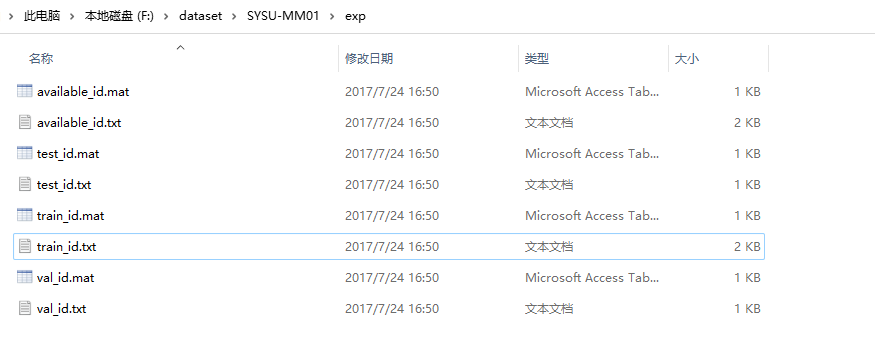 此电脑 > 本地磁盘 (F:) > dataset > SYSU-MM01 > exp
名称 修改日期 类型 大小
available_id.mat 2017/7/24 16:50 Microsoft Access Tab... 1 KB
available_id.txt 2017/7/24 16:50 文本文档 2 KB
test_id.mat 2017/7/24 16:50 Microsoft Access Tab... 1 KB
test_id.txt 2017/7/24 16:50 文本文档 1 KB
train_id.mat 2017/7/24 16:50 Microsoft Access Tab... 1 KB
train_id.txt 2017/7/24 16:50 文本文档 2 KB
val_id.mat 2017/7/24 16:50 Microsoft Access Tab... 1 KB
val_id.txt 2017/7/24 16:50 文本文档 1 KB